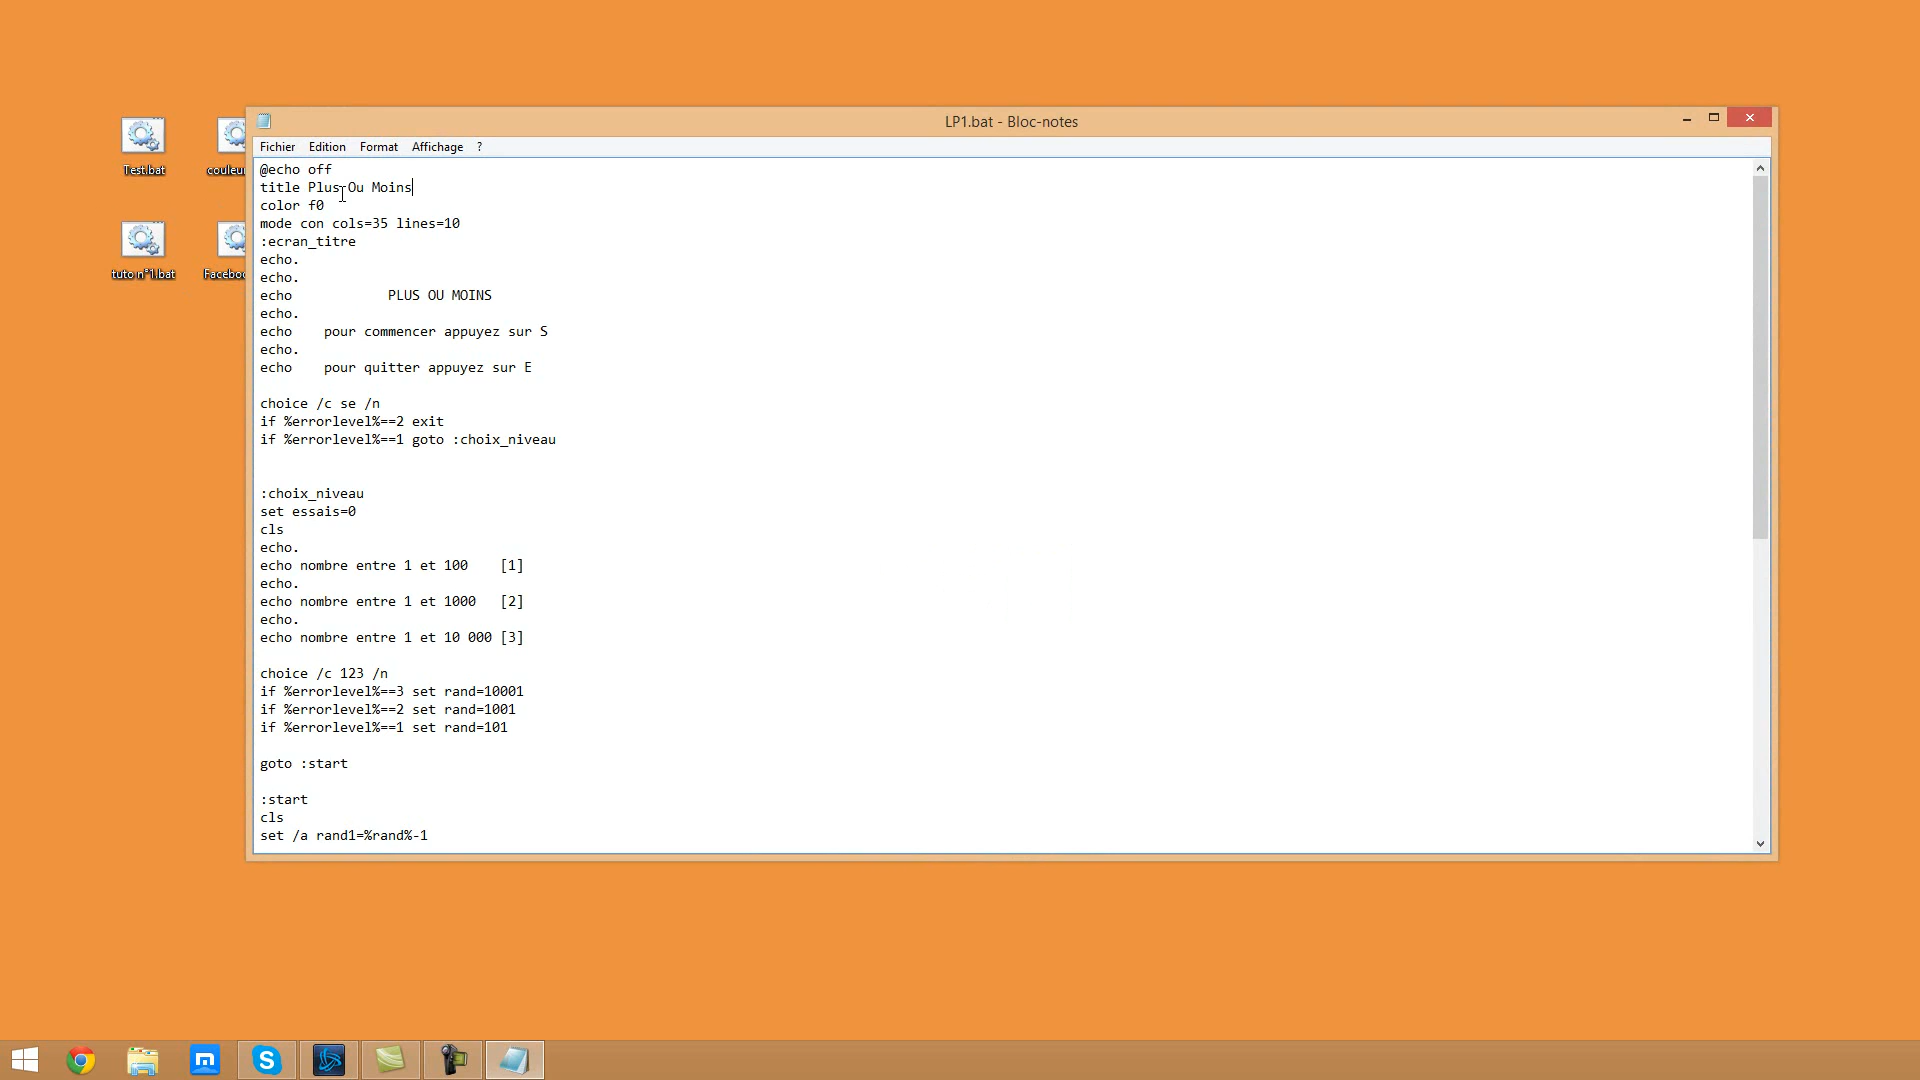 LP1.bat - Bloc-notes
Fichier Edition Format Affichage ?
@echo off
title Plus Ou Moins
color f0
mode con cols=35 lines=10
:ecran_titre
echo.
echo.
echo            PLUS OU MOINS
echo.
echo    pour commencer appuyez sur S
echo.
echo    pour quitter appuyez sur E
choice /c se /n
if %errorlevel%==2 exit
if %errorlevel%==1 goto :choix_niveau
:choix_niveau
set essais=0
cls
echo.
echo nombre entre 1 et 100    [1]
echo.
echo nombre entre 1 et 1000   [2]
echo.
echo nombre entre 1 et 10 000 [3]
choice /c 123 /n
if %errorlevel%==3 set rand=10001
if %errorlevel%==2 set rand=1001
if %errorlevel%==1 set rand=101
goto :start
:start
cls
set /a rand1=%rand%-1
Test.bat
couleu
tuto n°1.bat
Faceboo